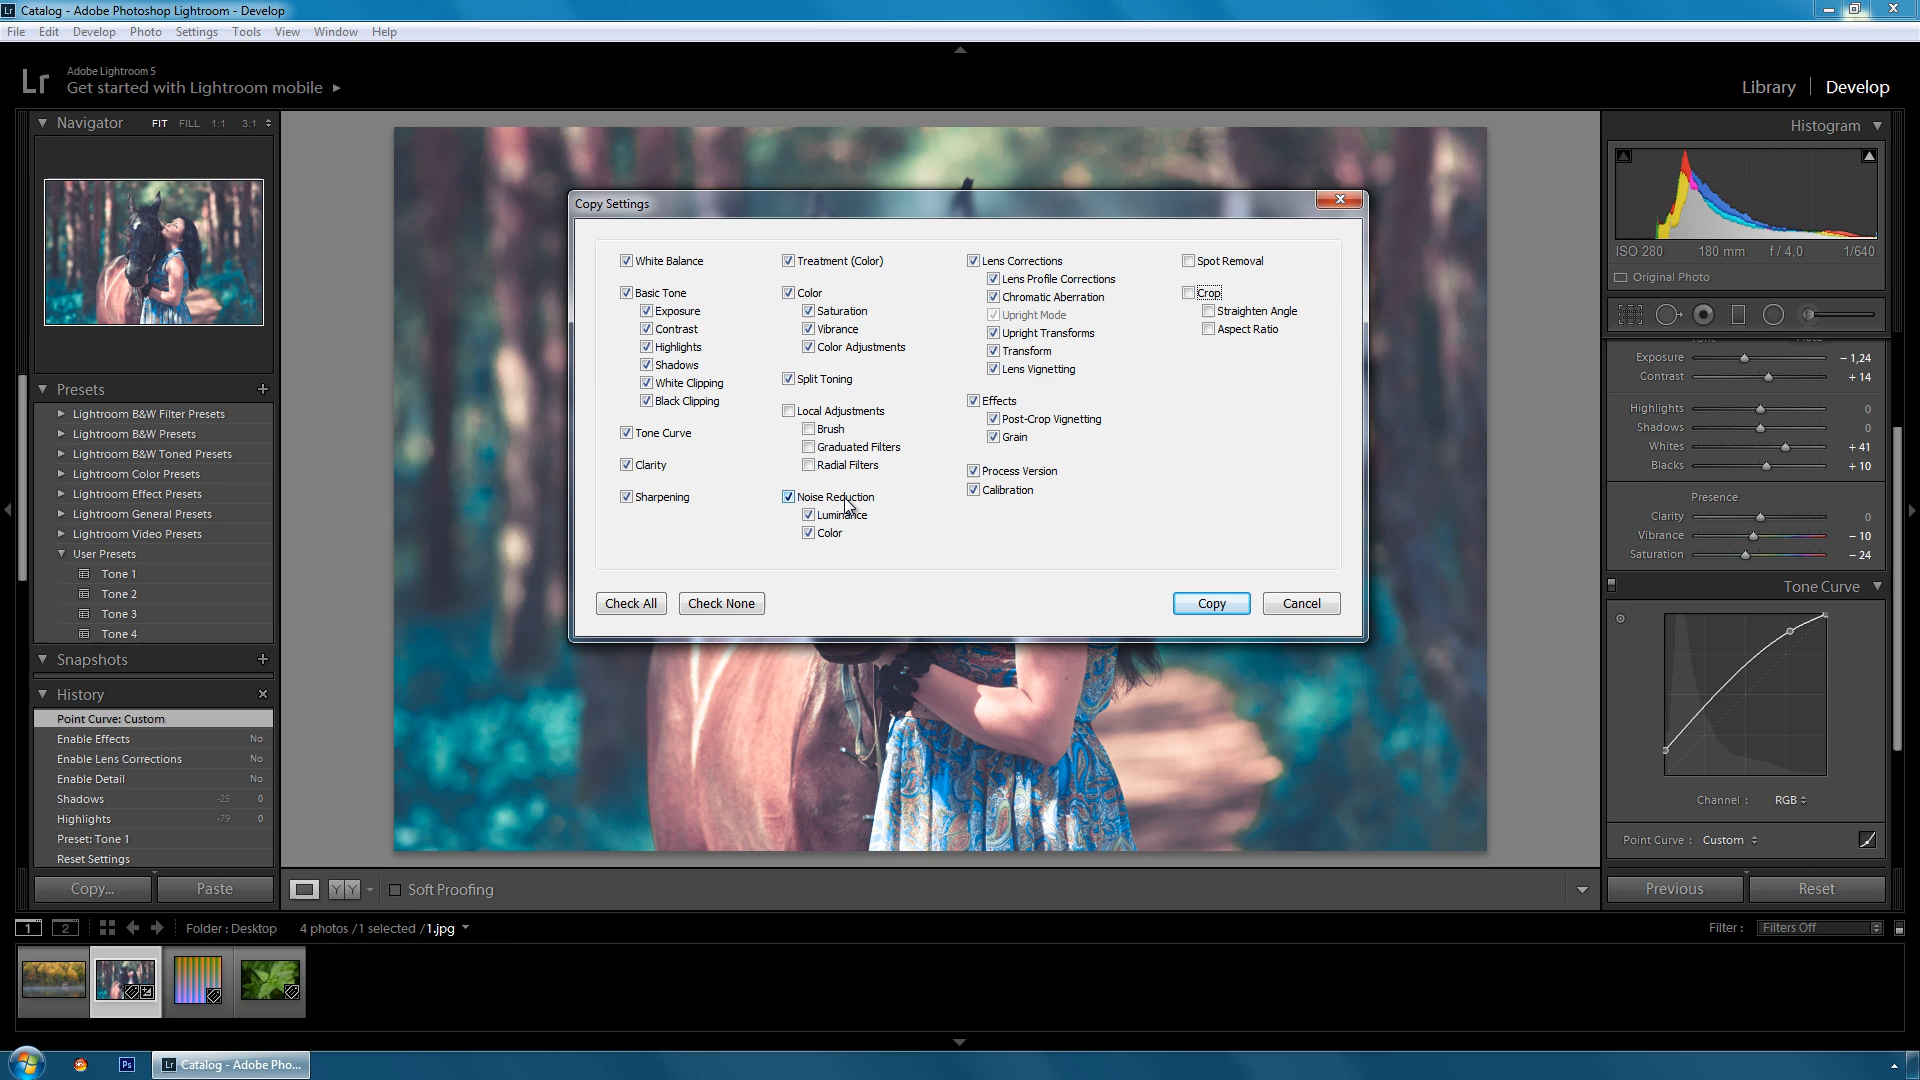 Lr Catalog - Adobe Photoshop Lightroom - Develop
File Edit Develop Photo Settings Tools View Window Help
Lr Adobe Lightroom 5
Get started with Lightroom mobile
Library Develop
Navigator FIT FILL 1:1 3:1
Presets
Lightroom B&W Filter Presets
Lightroom B&W Presets
Lightroom B&W Toned Presets
Lightroom Color Presets
Lightroom Effect Presets
Lightroom General Presets
Lightroom Video Presets
User Presets
Tone 1
Tone 2
Tone 3
Tone 4
Snapshots
History
Point Curve: Custom
Enable Effects No
Enable Lens Corrections No
Enable Detail No
Shadows -25 0
Highlights -79 0
Preset: Tone 1
Reset Settings
Copy... Paste
Copy Settings
White Balance
Basic Tone
Exposure
Contrast
Highlights
Shadows
White Clipping
Black Clipping
Tone Curve
Clarity
Sharpening
Treatment (Color)
Color
Saturation
Vibrance
Color Adjustments
Split Toning
Local Adjustments
Brush
Graduated Filters
Radial Filters
Noise Reduction
Luminance
Color
Lens Corrections
Lens Profile Corrections
Chromatic Aberration
Upright Mode
Upright Transforms
Transform
Lens Vignetting
Effects
Post-Crop Vignetting
Grain
Process Version
Calibration
Spot Removal
Crop
Straighten Angle
Aspect Ratio
Check All Check None Copy Cancel
Histogram
ISO 280 180 mm f / 4,0 1/640
Original Photo
Exposure - 1,24
Contrast + 14
Highlights 0
Shadows 0
Whites + 41
Blacks + 10
Presence
Clarity 0
Vibrance - 10
Saturation - 24
Tone Curve
Channel : RGB
Point Curve : Custom
Previous Reset
YY Soft Proofing
1 2 Folder : Desktop 4 photos /1 selected /1.jpg Filter : Filters Off
Ps Lr Catalog - Adobe Pho...